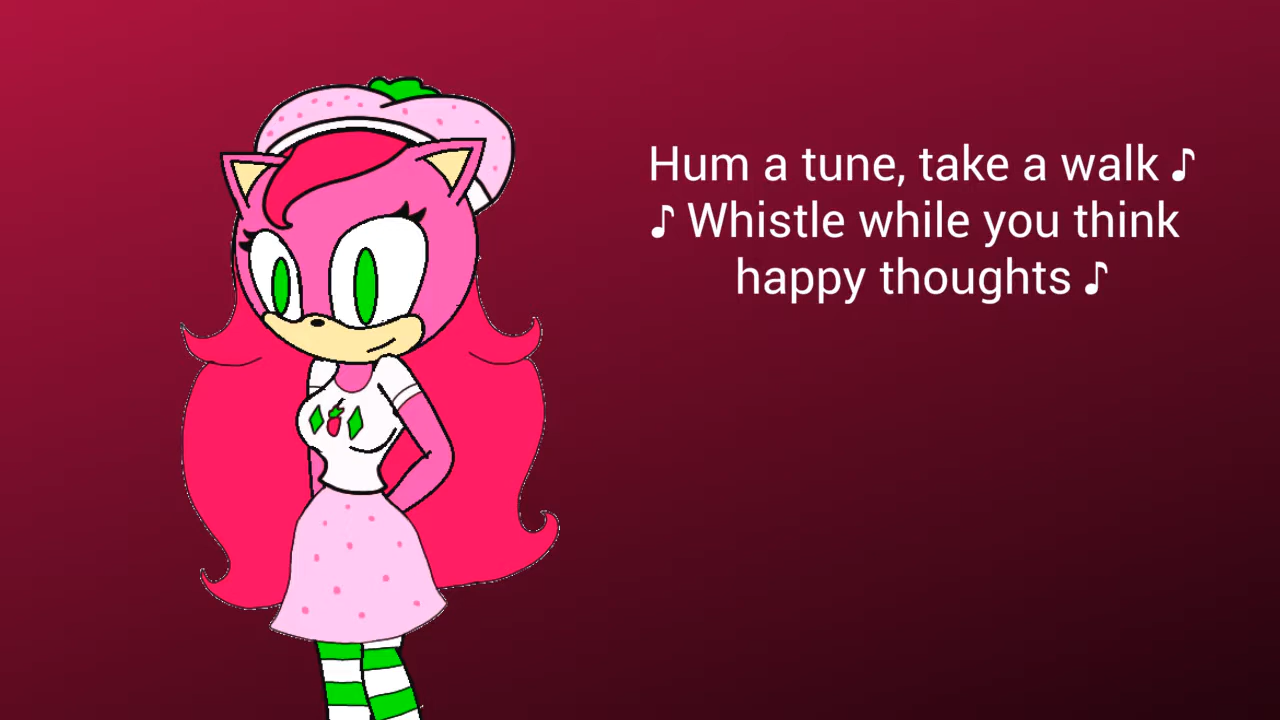 Hum a tune, take a walk ♪
♪ Whistle while you think
happy thoughts ♪